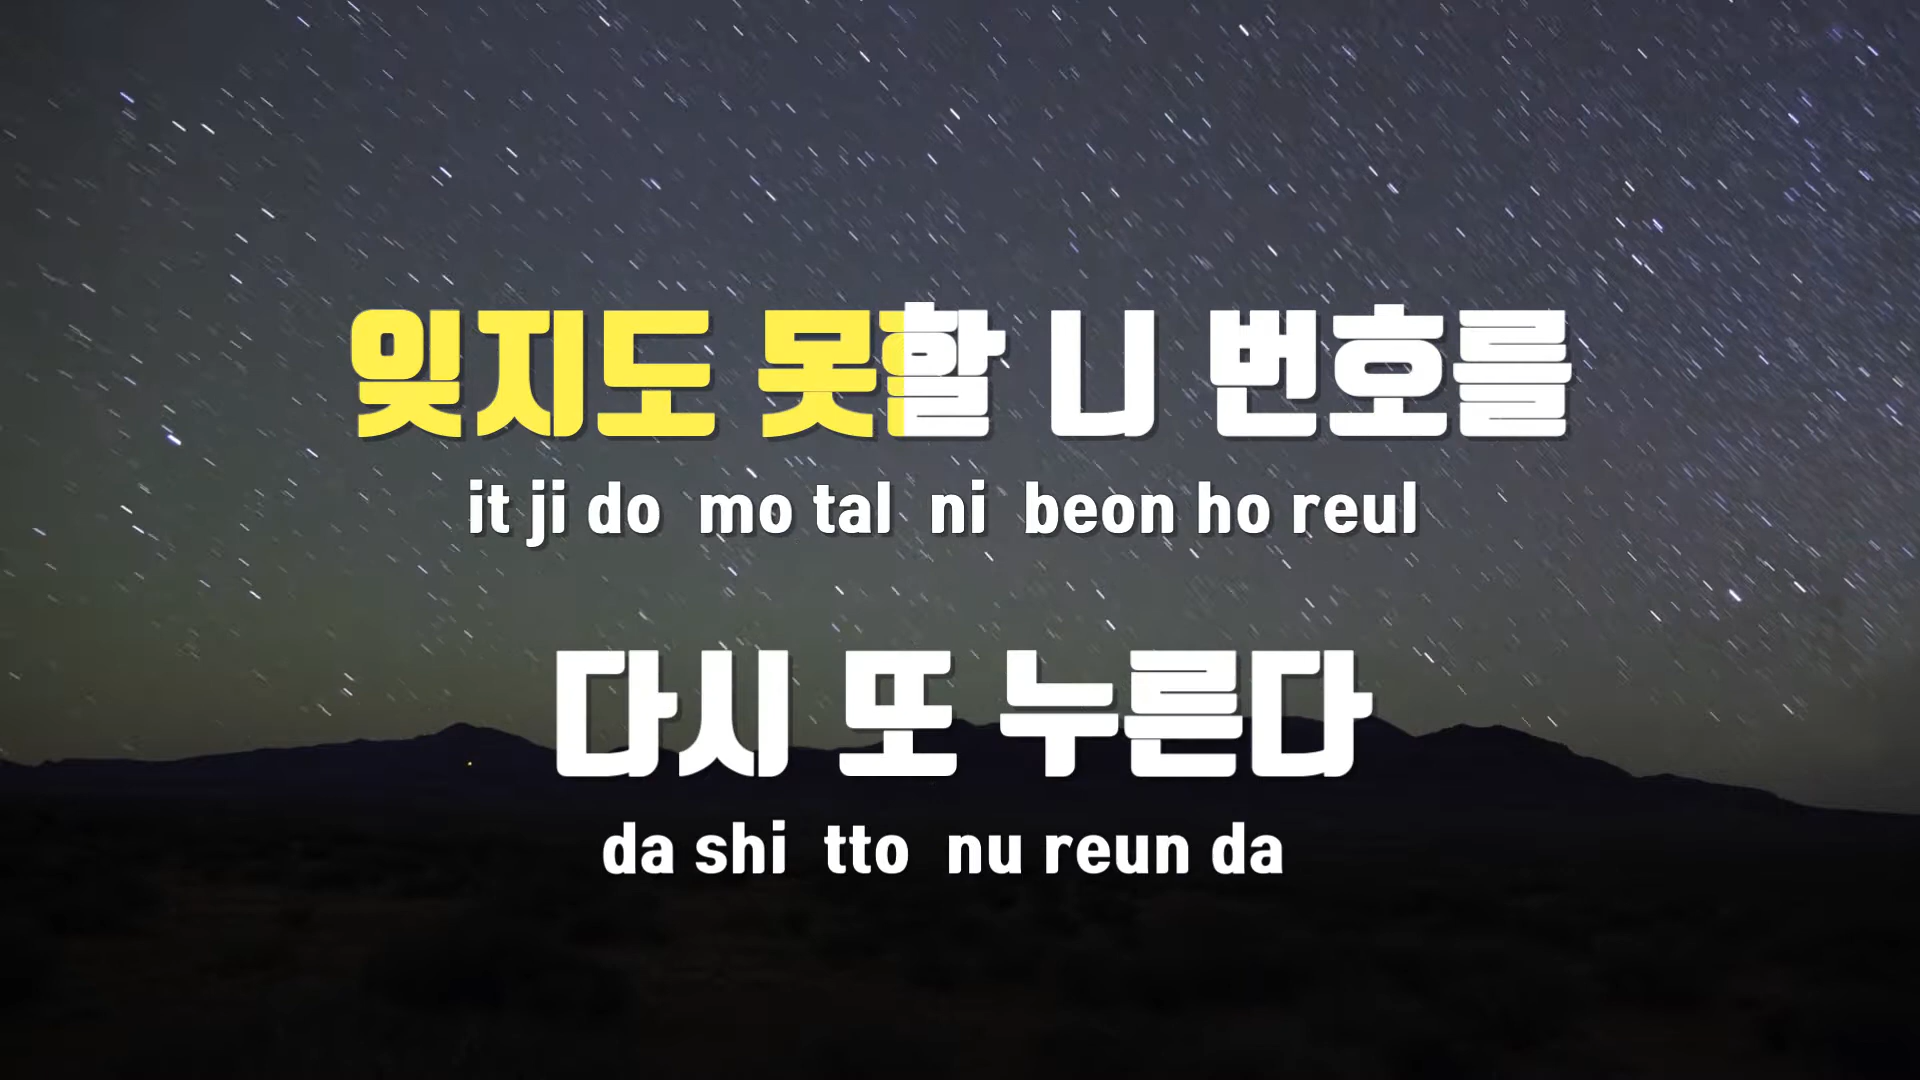 잊지도 못할 니 번호를
it ji do mo tal ni beon ho reul
다시 또 누른다
da shi tto nu reun da